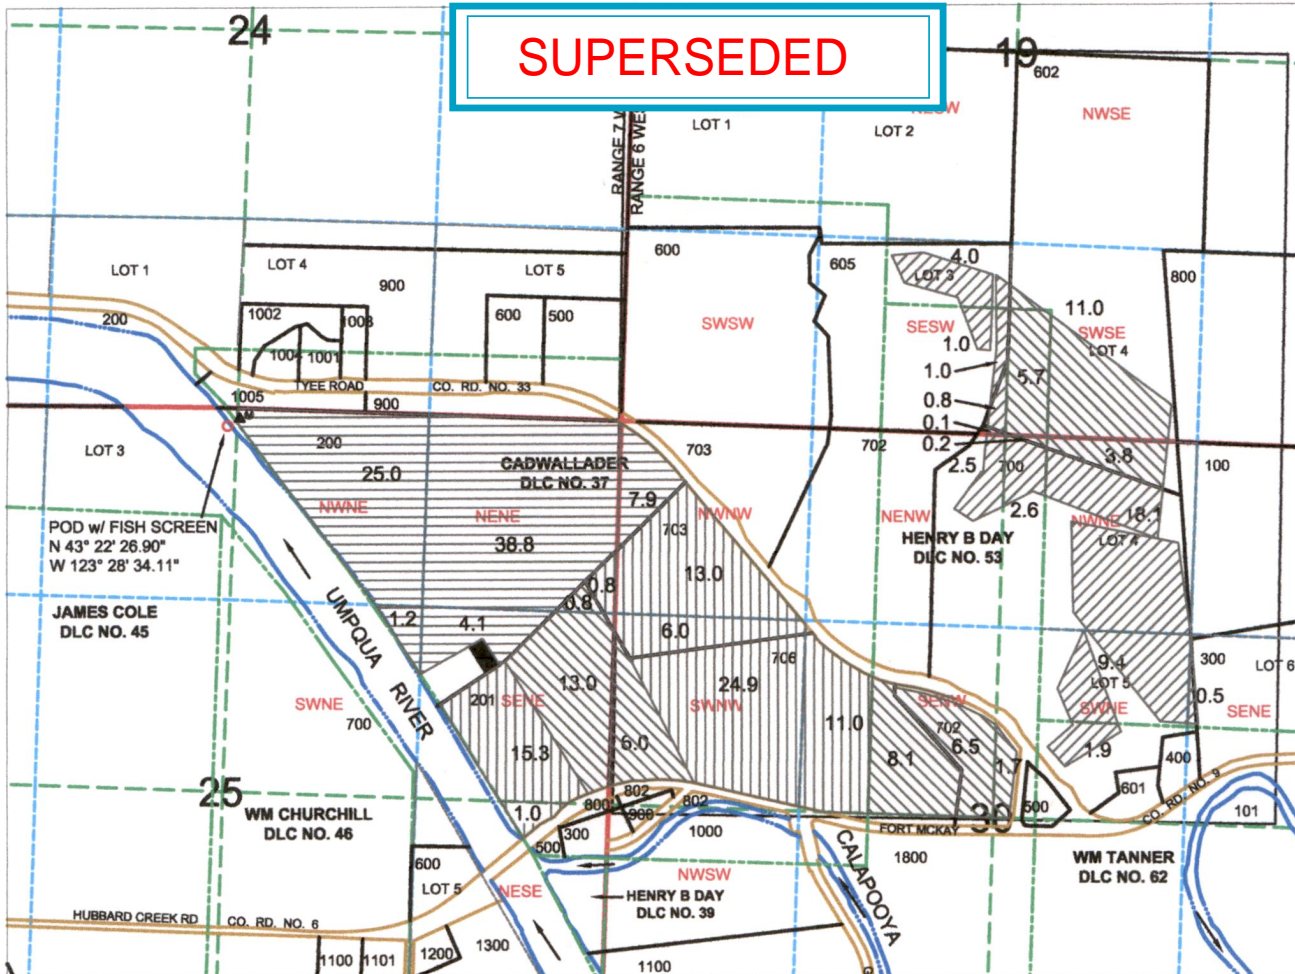 SUPERSEDED
24
19
602
NWSE
LOT 1
LOT 2
RANGE 6 WES
600
605
LOT 1
LOT 4
LOT 5
900
4.0
LOT 3
800
200
1002
1003
600
500
SWSW
SESW
11.0
SWSE
LOT 4
1004
1001
1.0
1.0
5.7
TYEE ROAD
CO. RD. NO. 33
1005
900
0.8
0.1
0.2
LOT 3
200
703
702
25.0
CADWALLADER
DLC NO. 37
2.5
700
3.8
100
7.9
NWNE
NENE
703
NWNW
NENW
2.6
NWNE
18.1
LOT 4
POD w/ FISH SCREEN
N 43° 22' 26.90"
W 123° 28' 34.11"
38.8
HENRY B DAY
DLC NO. 53
13.0
0.8
0.8
JAMES COLE
DLC NO. 45
UMPQUA
RIVER
1.2
4.1
6.0
706
9.4
LOT 5
300
LOT 6
13.0
24.9
0.5
SWNE
700
201
SENE
SWNW
11.0
SENW
702
SWNE
SENE
15.3
6.0
8.1
6.5
1.7
1.9
400
601
25
WM CHURCHILL
DLC NO. 46
1.0
800
802
802
900
300
500
1000
FORT MCKAY
30
500
CO. RD. NO. 9
101
CALAPOOYA
1800
WM TANNER
DLC NO. 62
600
LOT 5
NESE
NWSW
HENRY B DAY
DLC NO. 39
HUBBARD CREEK RD
CO. RD. NO. 6
1100
1101
1200
1300
1100